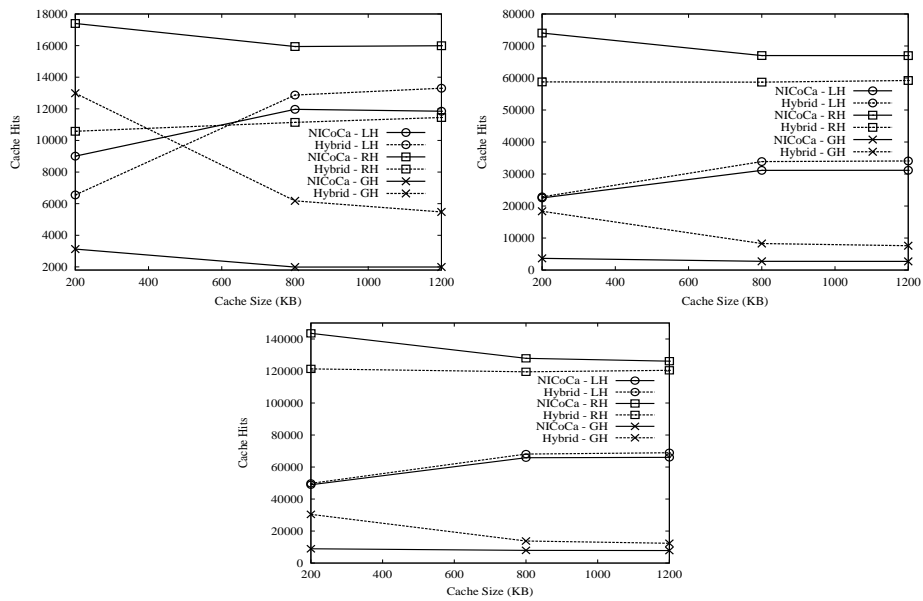 18000
16000
14000
12000
10000
8000
6000
4000
2000
Cache Hits
NICoCa - LH
Hybrid - LH
NICoCa - RH
Hybrid - RH
NICoCa - GH
Hybrid - GH
200 400 600 800 1000 1200
Cache Size (KB)
80000
70000
60000
50000
40000
30000
20000
10000
0
Cache Hits
NICoCa - LH
Hybrid - LH
NICoCa - RH
Hybrid - RH
NICoCa - GH
Hybrid - GH
200 400 600 800 1000 1200
Cache Size (KB)
140000
120000
100000
80000
60000
40000
20000
0
Cache Hits
NICoCa - LH
Hybrid - LH
NICoCa - RH
Hybrid - RH
NICoCa - GH
Hybrid - GH
200 400 600 800 1000 1200
Cache Size (KB)